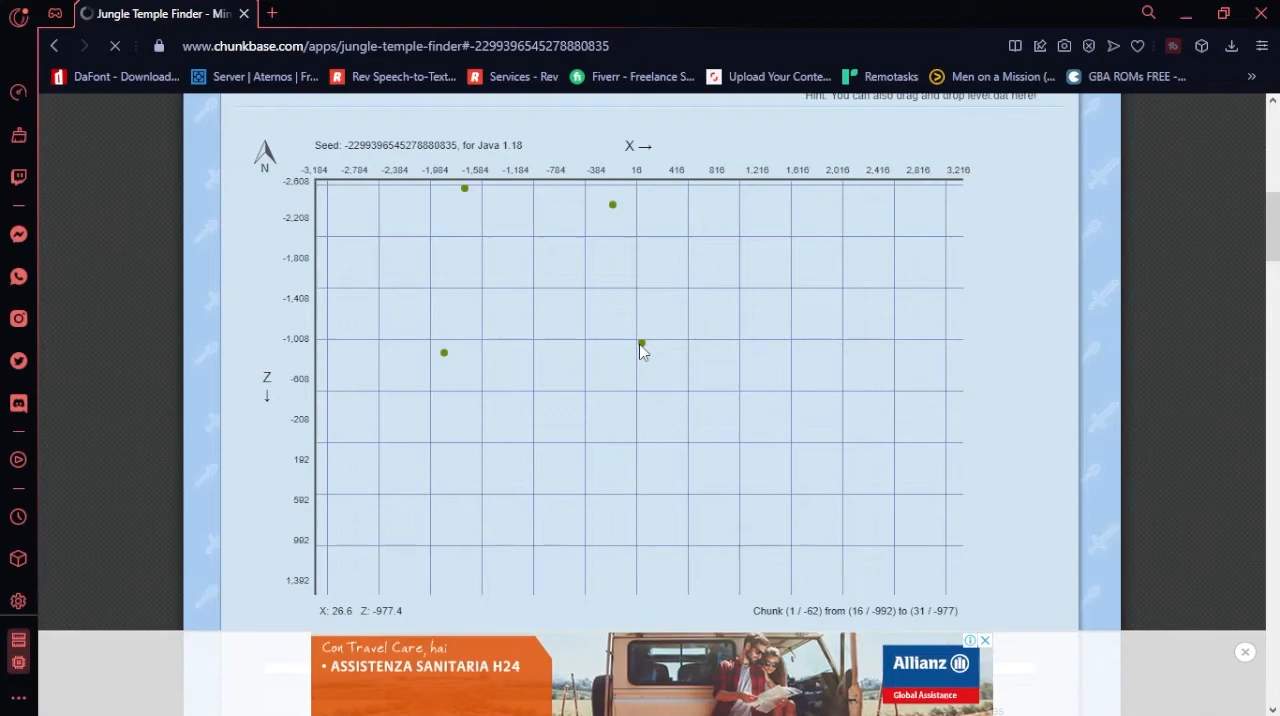 Jungle Temple Finder - Min
www.chunkbase.com/apps/jungle-temple-finder#-2299396545278880835
DaFont - Download...
Server | Aternos | Fr...
Rev Speech-to-Text...
Services - Rev
Fiverr - Freelance S...
Upload Your Conte...
Remotasks
Men on a Mission (...
GBA ROMs FREE -...
»
Hint: You can also drag and drop level.dat here!
Seed: -2299396545278880835, for Java 1.18
X →
N
-3,184 -2,784 -2,384 -1,984 -1,584 -1,184 -784 -384 16 416 816 1,216 1,616 2,016 2,416 2,816 3,216
-2,608
-2,208
-1,808
-1,408
-1,008
Z
↓
-608
-208
192
592
992
1,392
X: 26.6 Z: -977.4
Chunk (1 / -62) from (16 / -992) to (31 / -977)
Con Travel Care, hai
• ASSISTENZA SANITARIA H24
Allianz
Global Assistance